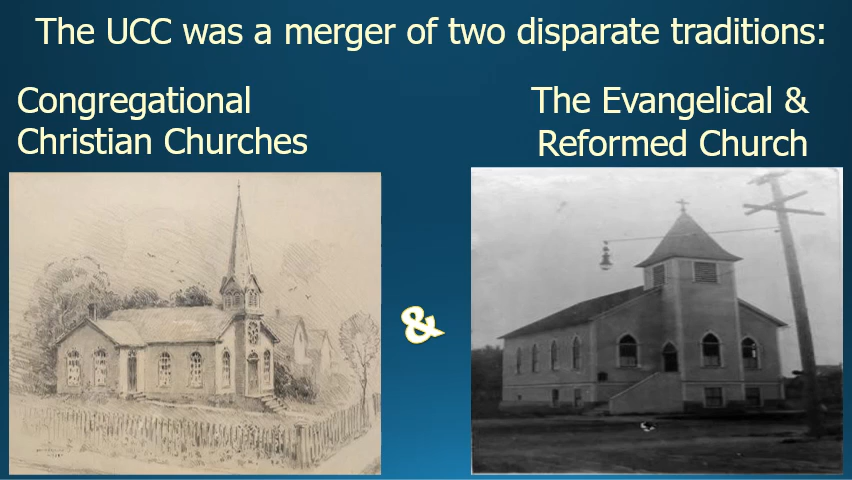 The UCC was a merger of two disparate traditions:
Congregational
Christian Churches
The Evangelical &
Reformed Church
&